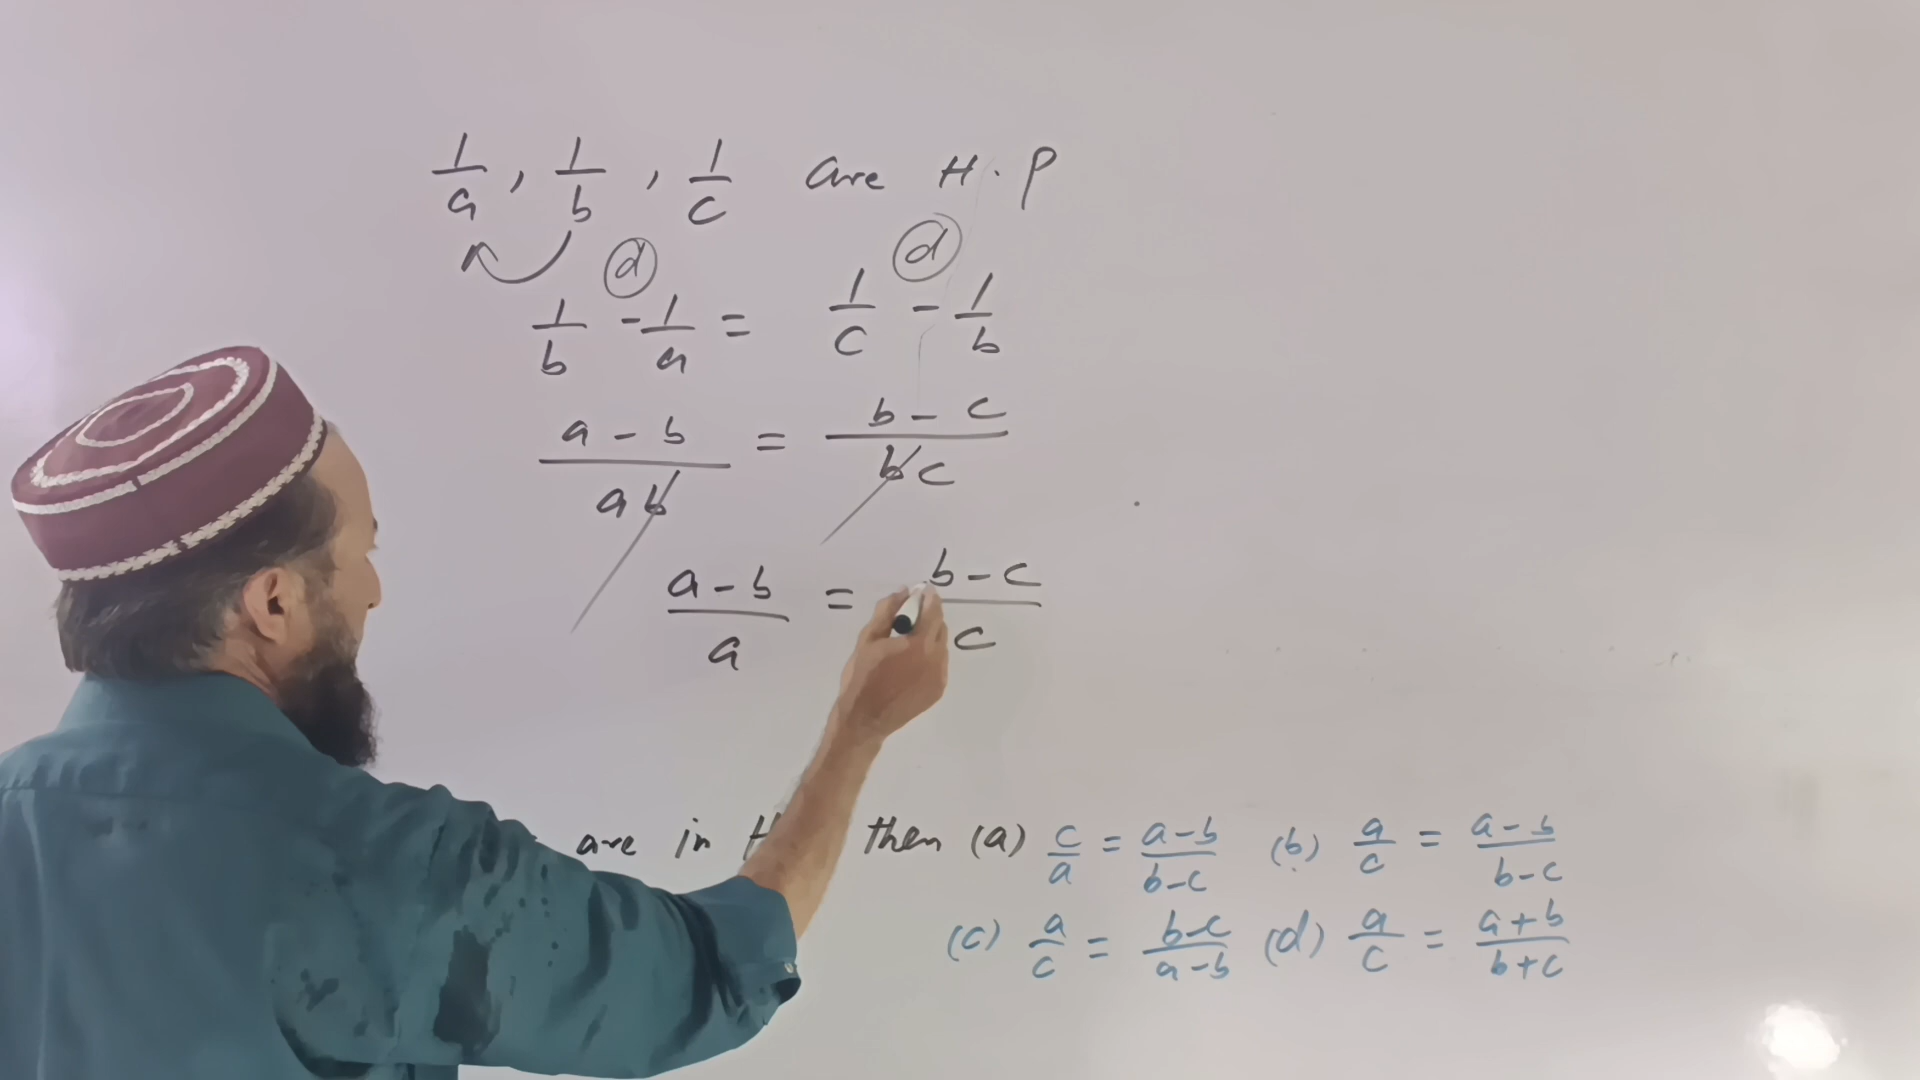 1/a , 1/b , 1/c are H.P
d d
1/b - 1/a = 1/c - 1/b
a - b / ab = b - c / bc
a - b / a = b - c / c
are in H then (a) c/a = a-b / b-c (b) a/c = a-b / b-c
(c) a/c = b-c / a-b (d) a/c = a+b / b+c